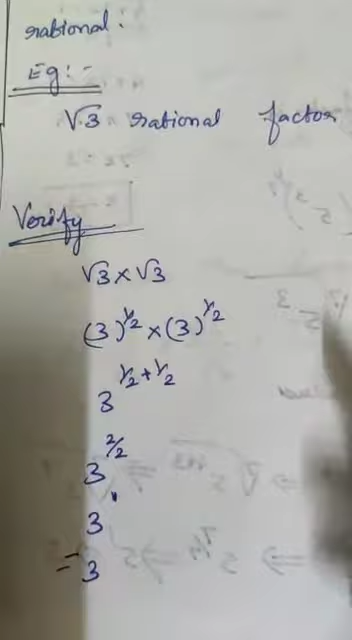 rational:
Eg:-
√3 rational factor
Verify
√3 × √3
(3)^1/2 × (3)^1/2
3^1/2+1/2
3^2/2
3
= 3